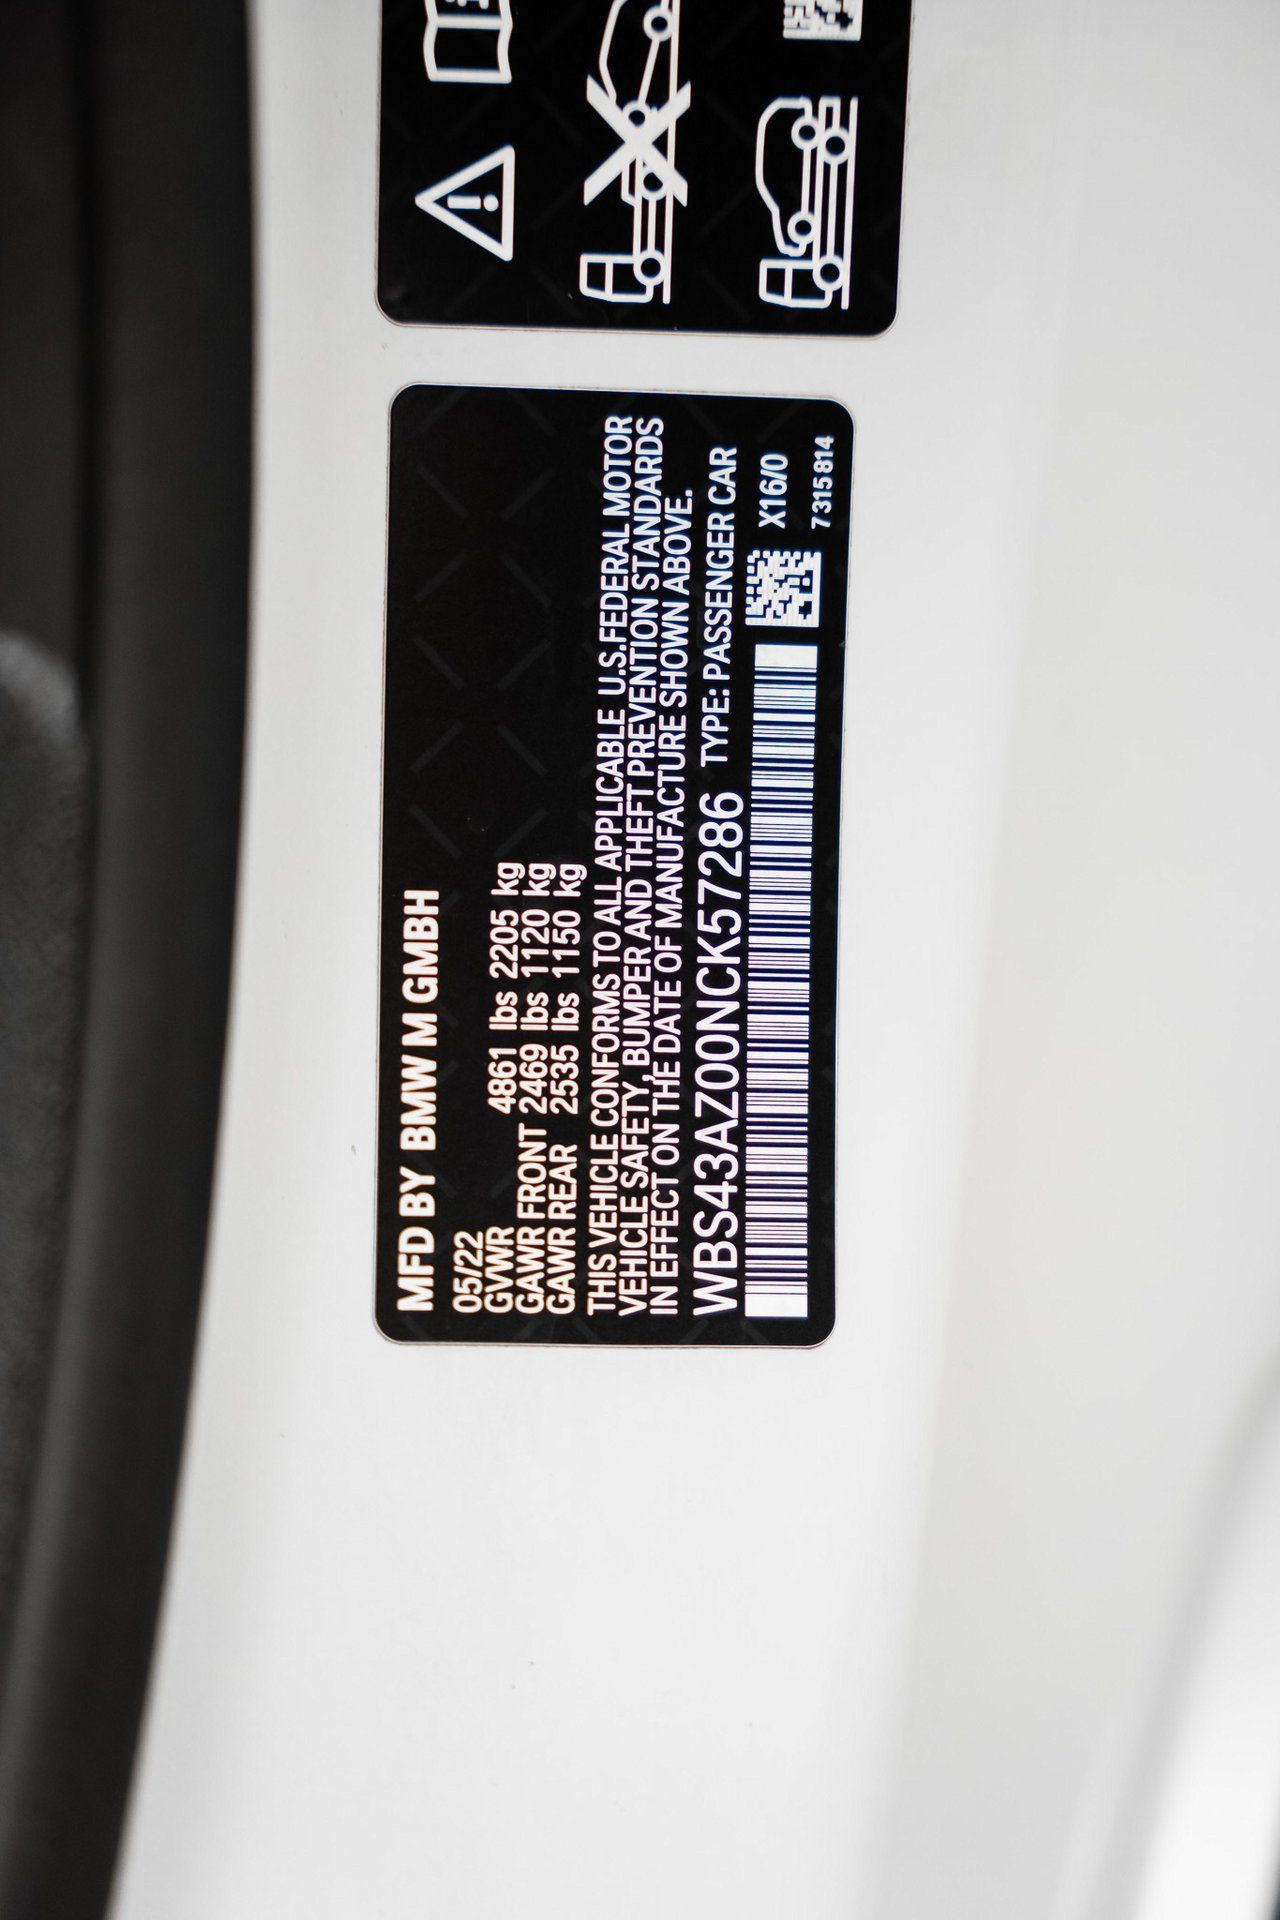 MFD BY BMW M GMBH
05/22
GVWR 4861 lbs 2205 kg
GAWR FRONT 2469 lbs 1120 kg
GAWR REAR 2535 lbs 1150 kg
THIS VEHICLE CONFORMS TO ALL APPLICABLE U.S.FEDERAL MOTOR
VEHICLE SAFETY, BUMPER AND THEFT PREVENTION STANDARDS
IN EFFECT ON THE DATE OF MANUFACTURE SHOWN ABOVE.
WBS43AZ00NCK57286 TYPE: PASSENGER CAR
X16/0
7 315 814